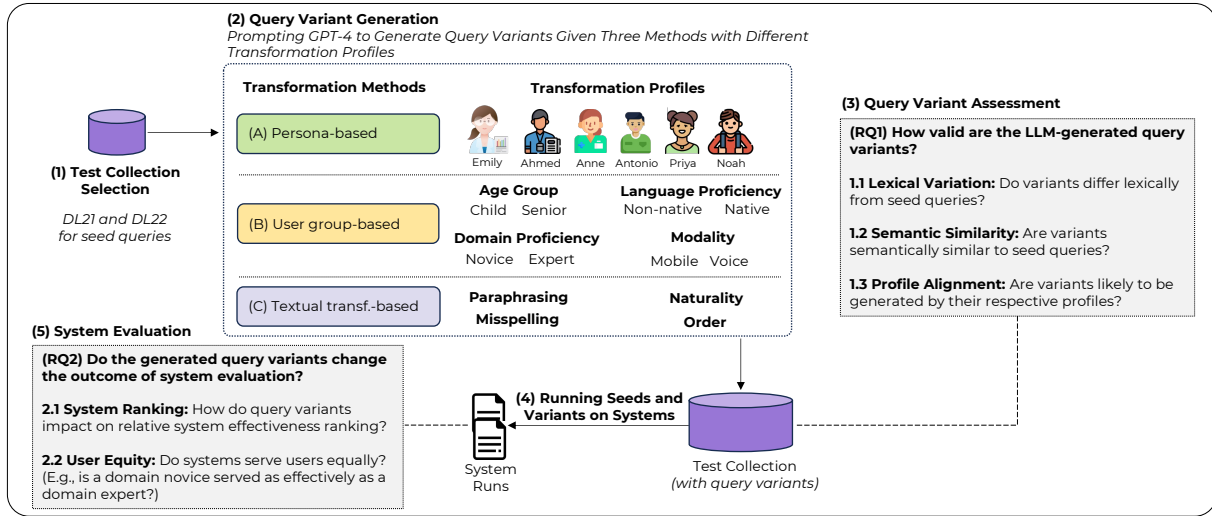 (2) Query Variant Generation
Prompting GPT-4 to Generate Query Variants Given Three Methods with Different
Transformation Profiles
(1) Test Collection
Selection
DL21 and DL22
for seed queries
Transformation Methods
Transformation Profiles
(A) Persona-based
Emily Ahmed Anne Antonio Priya Noah
(B) User group-based
Age Group
Child Senior
Language Proficiency
Non-native Native
Domain Proficiency
Novice Expert
Modality
Mobile Voice
(C) Textual transf.-based
Paraphrasing
Naturality
Misspelling
Order
(3) Query Variant Assessment
(RQ1) How valid are the LLM-generated query
variants?
1.1 Lexical Variation: Do variants differ lexically
from seed queries?
1.2 Semantic Similarity: Are variants
semantically similar to seed queries?
1.3 Profile Alignment: Are variants likely to be
generated by their respective profiles?
(4) Running Seeds and
Variants on Systems
Test Collection
(with query variants)
System
Runs
(5) System Evaluation
(RQ2) Do the generated query variants change
the outcome of system evaluation?
2.1 System Ranking: How do query variants
impact on relative system effectiveness ranking?
2.2 User Equity: Do systems serve users equally?
(E.g., is a domain novice served as effectively as a
domain expert?)